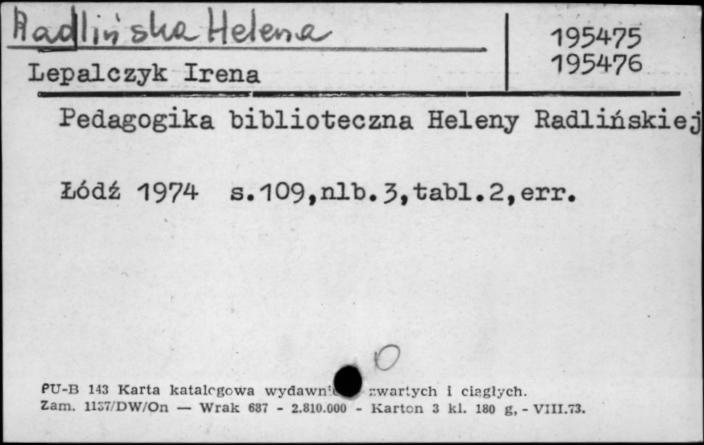 Radlińska Helena
195475
Lepalczyk Irena
195476
Pedagogika biblioteczna Heleny Radlińskiej
Łódź 1974 s.109,nlb.3,tabl.2,err.
PU-B 143 Karta katalogowa zwartych i ciągłych.
Zam. 1137/DW/On — Wrak 687 - 2.810.000 - Karton 3 kl. 180 g, - VIII.73.